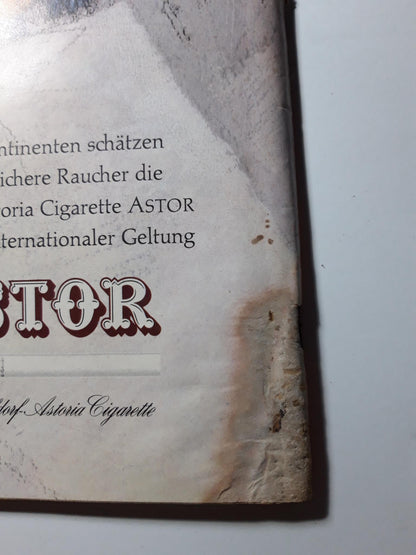 ntinenten schätzen
ichere Raucher die
oria Cigarette ASTOR
nternationaler Geltung
STOR
dorf-Astoria Cigarette